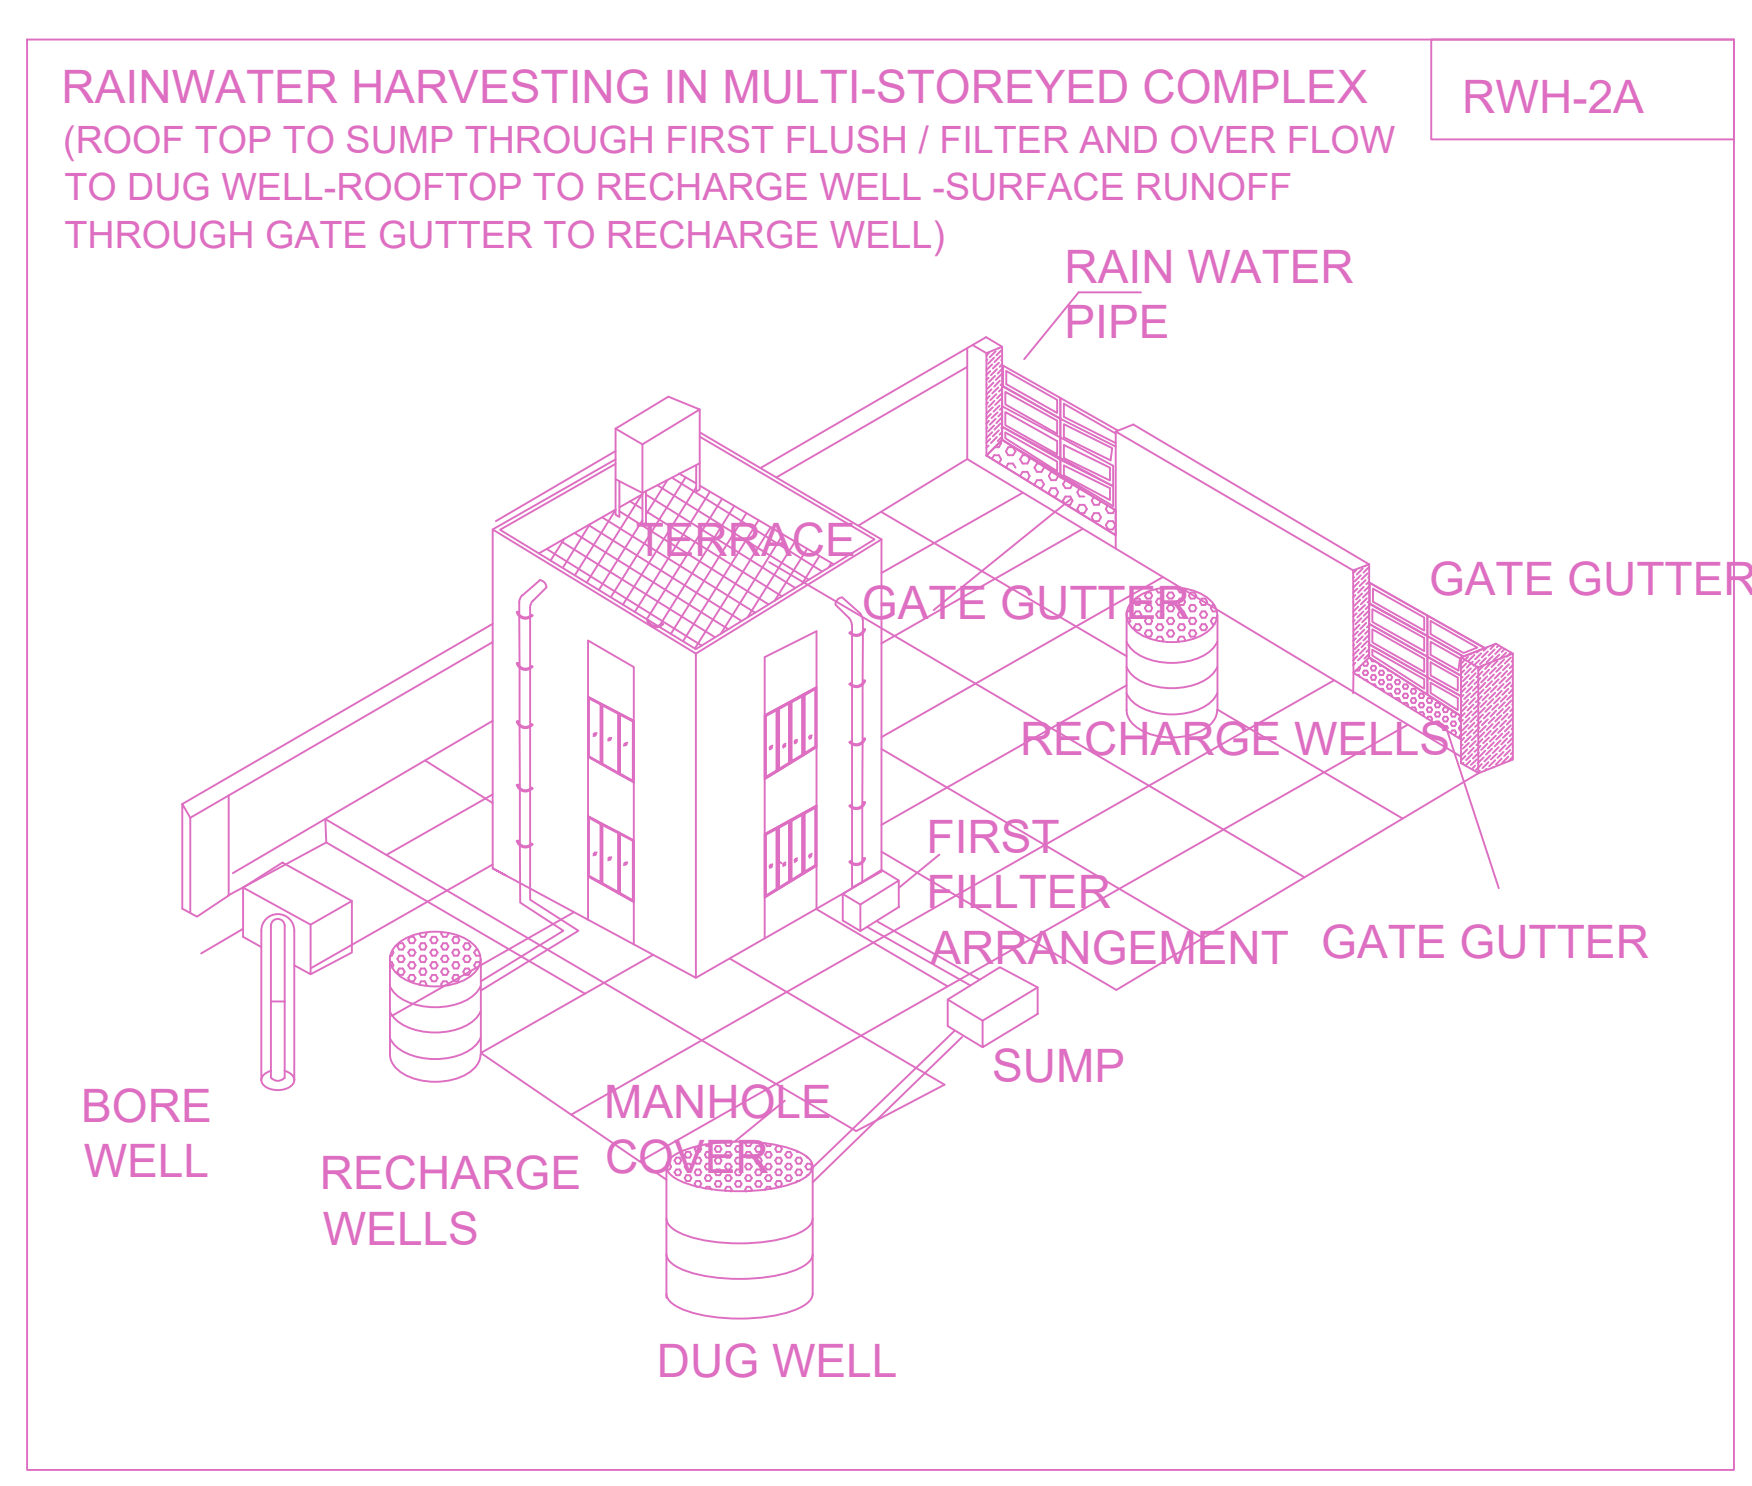 RAINWATER HARVESTING IN MULTI-STOREYED COMPLEX
RWH-2A
(ROOF TOP TO SUMP THROUGH FIRST FLUSH / FILTER AND OVER FLOW
TO DUG WELL-ROOFTOP TO RECHARGE WELL -SURFACE RUNOFF
THROUGH GATE GUTTER TO RECHARGE WELL)
RAIN WATER
PIPE
TERRACE
GATE GUTTER
GATE GUTTER
RECHARGE WELLS
FIRST
FILLTER
ARRANGEMENT
GATE GUTTER
SUMP
MANHOLE
COVER
BORE
WELL
RECHARGE
WELLS
DUG WELL